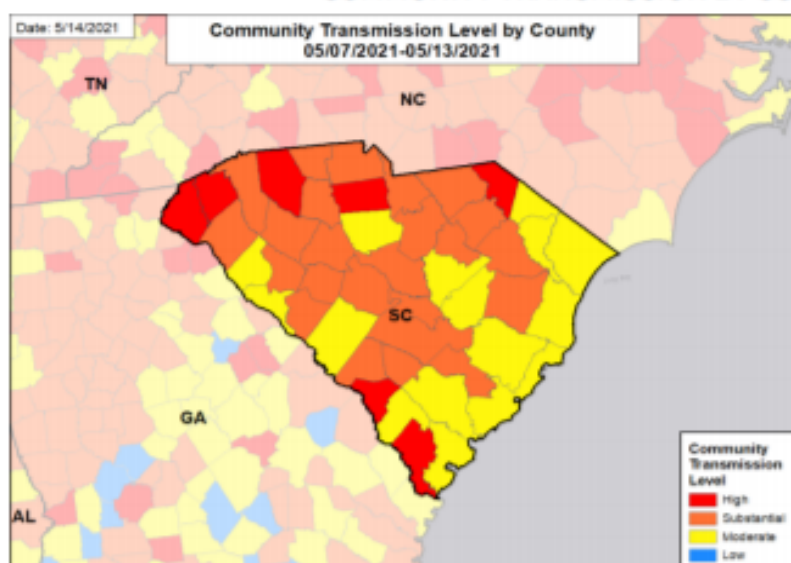 Date: 5/14/2021
Community Transmission Level by County
05/07/2021-05/13/2021
TN
NC
SC
GA
AL
Community
Transmission
Level
High
Substantial
Moderate
Low